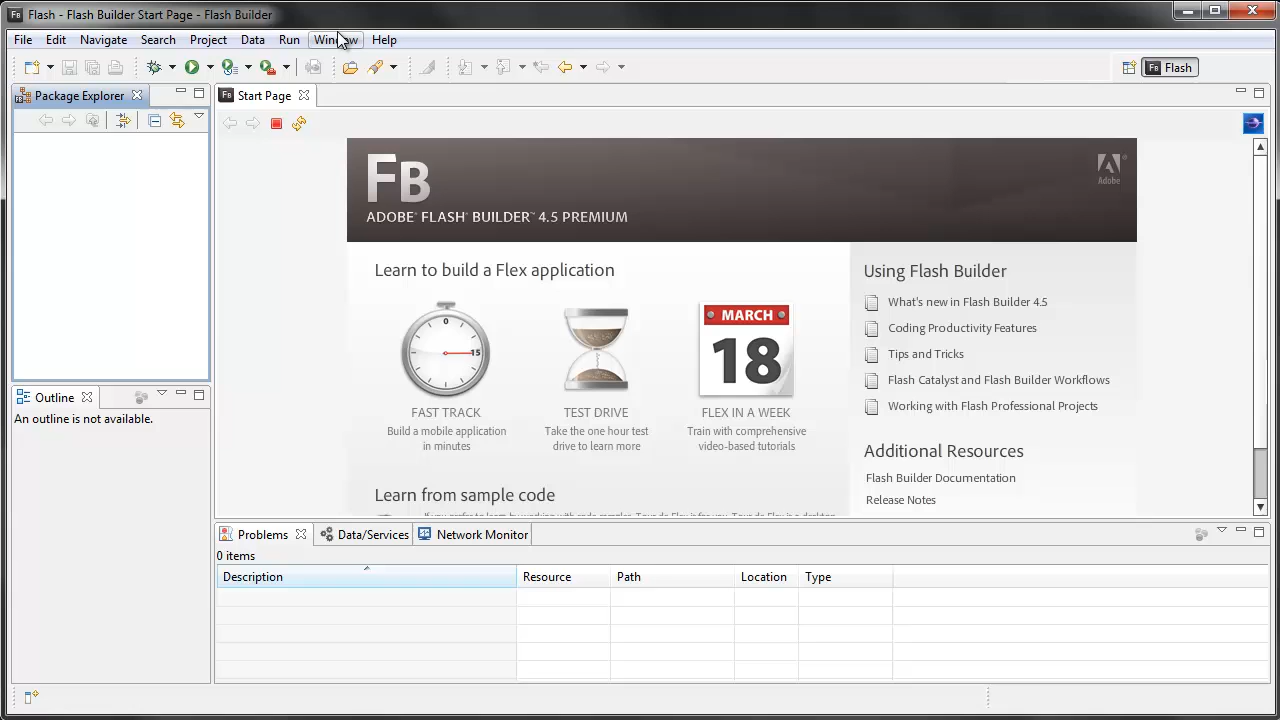 Flash - Flash Builder Start Page - Flash Builder
File Edit Navigate Search Project Data Run Window Help
Flash
Package Explorer
Start Page
FB
Adobe
ADOBE® FLASH® BUILDER™ 4.5 PREMIUM
Learn to build a Flex application
0
15
MARCH
18
FAST TRACK
Build a mobile application
in minutes
TEST DRIVE
Take the one hour test
drive to learn more
FLEX IN A WEEK
Train with comprehensive
video-based tutorials
Learn from sample code
Using Flash Builder
What's new in Flash Builder 4.5
Coding Productivity Features
Tips and Tricks
Flash Catalyst and Flash Builder Workflows
Working with Flash Professional Projects
Additional Resources
Flash Builder Documentation
Release Notes
Outline
An outline is not available.
Problems Data/Services Network Monitor
0 items
Description Resource Path Location Type